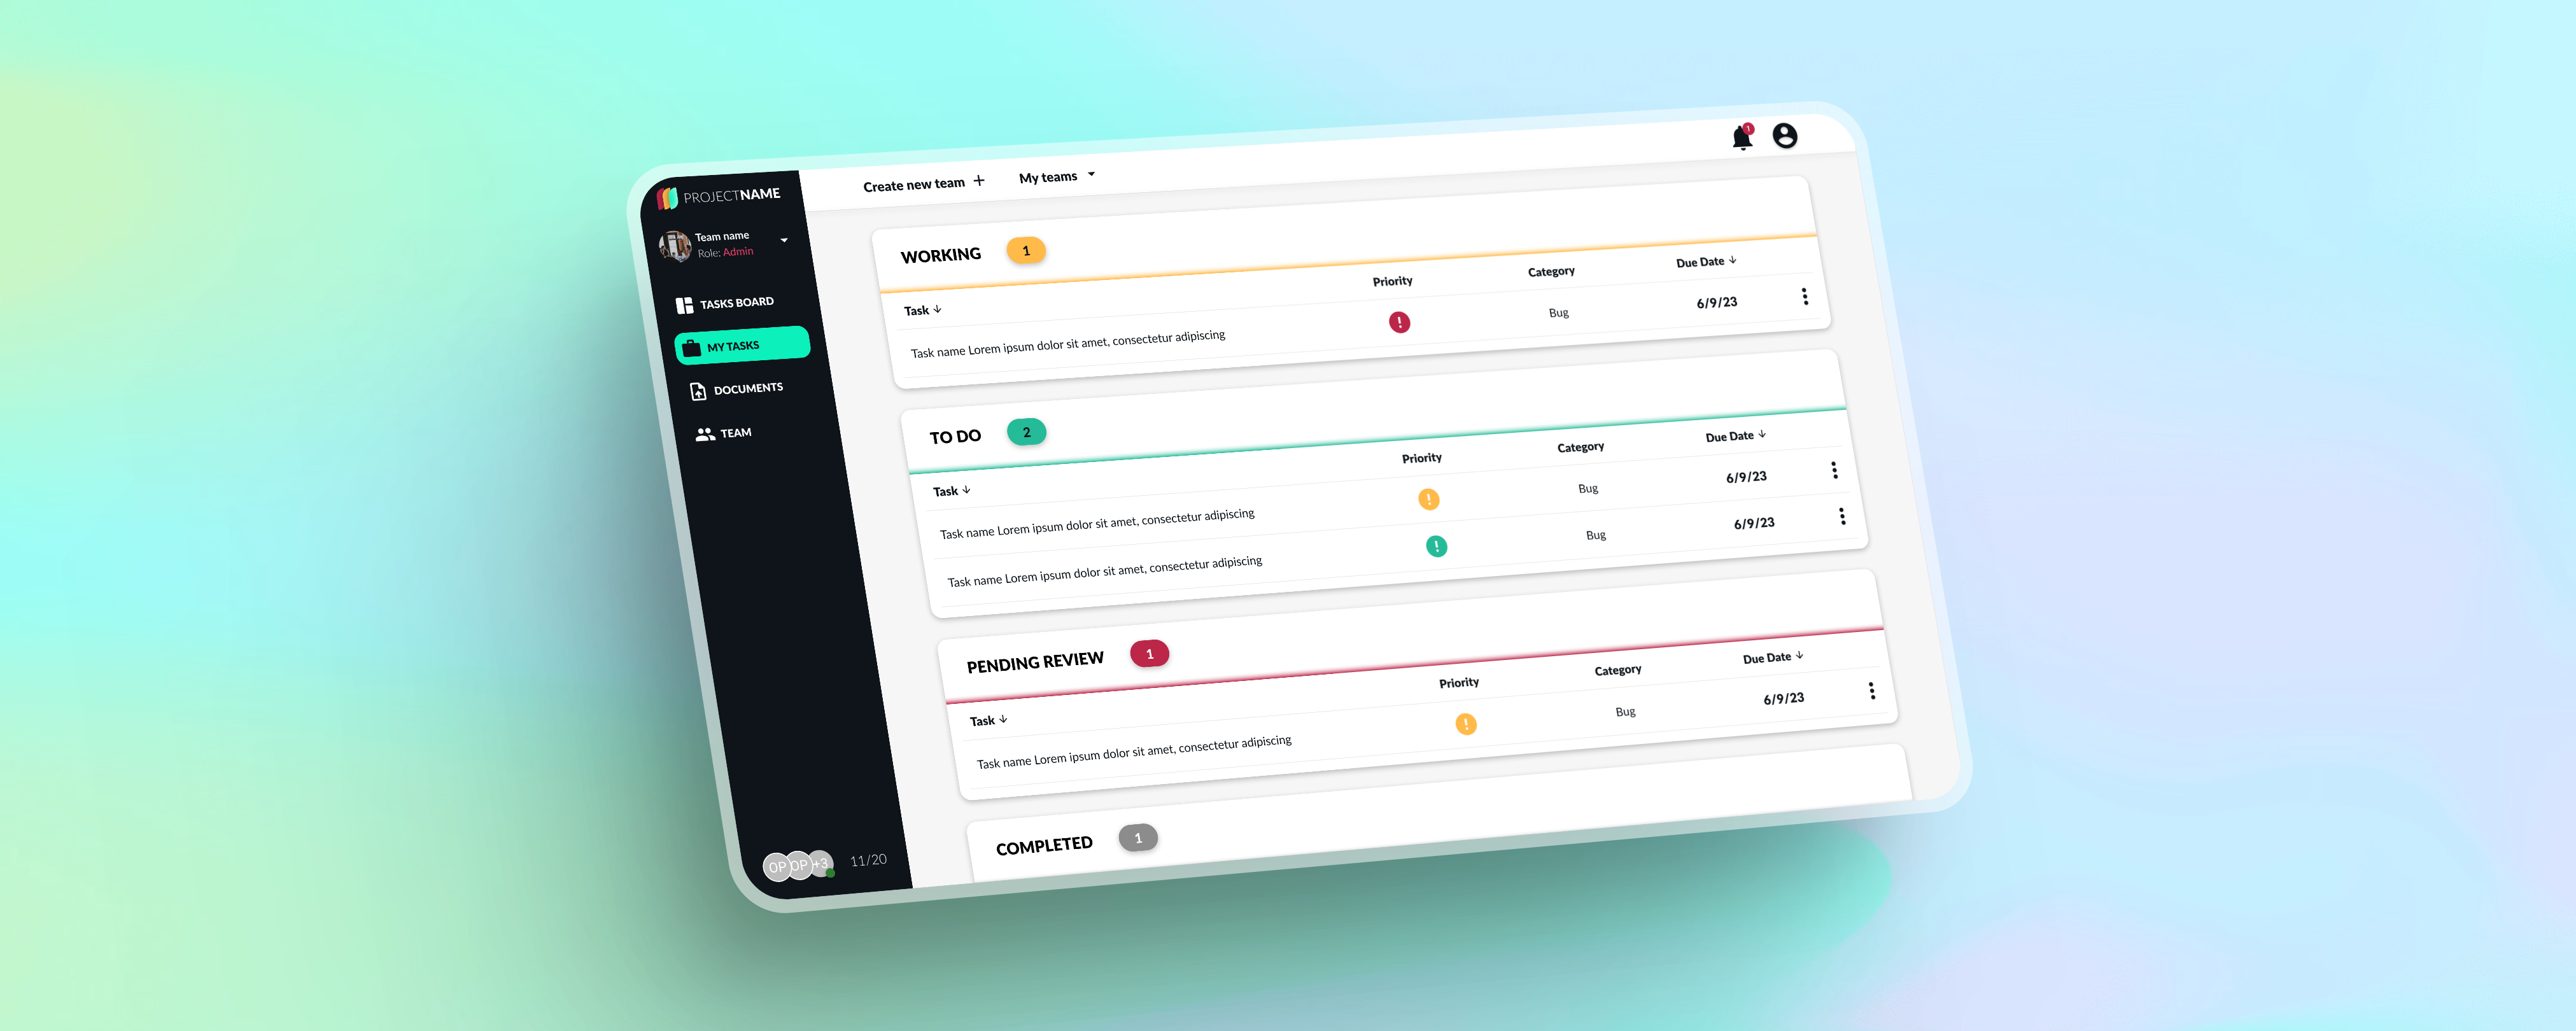 PROJECTNAME
Team name
Role: Admin
TASKS BOARD
MY TASKS
DOCUMENTS
TEAM
OP OP +3 11/20
Create new team + My teams
1
WORKING 1
Task ↓ Priority Category Due Date ↓
Task name Lorem ipsum dolor sit amet, consectetur adipiscing ! Bug 6/9/23
TO DO 2
Task ↓ Priority Category Due Date ↓
Task name Lorem ipsum dolor sit amet, consectetur adipiscing ! Bug 6/9/23
Task name Lorem ipsum dolor sit amet, consectetur adipiscing ! Bug 6/9/23
PENDING REVIEW 1
Task ↓ Priority Category Due Date ↓
Task name Lorem ipsum dolor sit amet, consectetur adipiscing ! Bug 6/9/23
COMPLETED 1